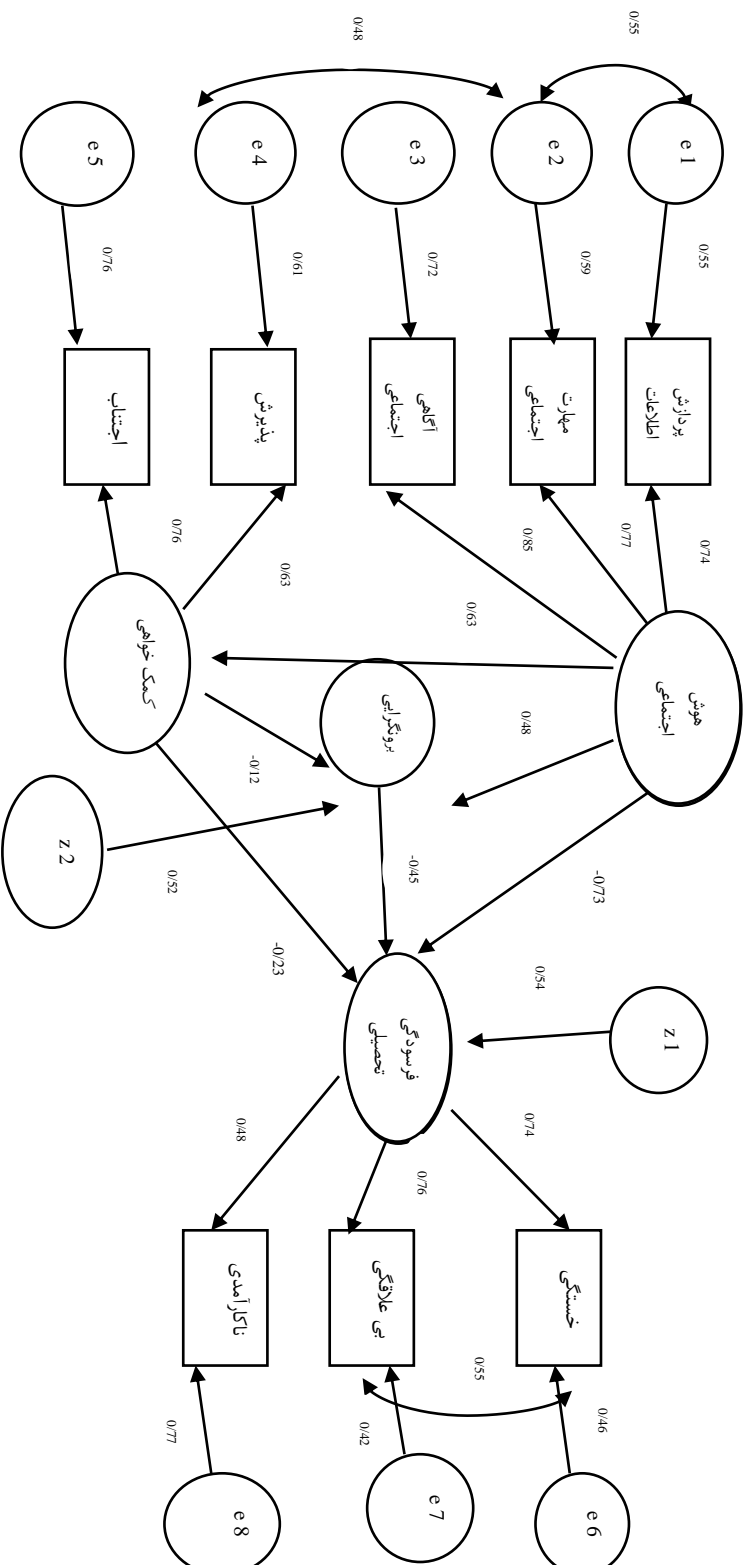 0/55
0/48
e 1
e 2
e 3
e 4
e 5
0/55
0/59
0/72
0/61
0/76
پردازش
اطلاعات
مهارت
اجتماعی
آگاهی
اجتماعی
پذیرش
اجتناب
0/74
0/77
0/85
0/63
0/63
0/76
هوش
اجتماعی
کمک خواهی
برونگرایی
0/48
-0/12
-0/73
-0/45
0/52
-0/23
z 2
z 1
0/54
فرسودگی
تحصیلی
0/74
0/76
0/48
خستگی
بی علاقگی
ناکارآمدی
0/55
0/46
0/42
0/77
e 6
e 7
e 8